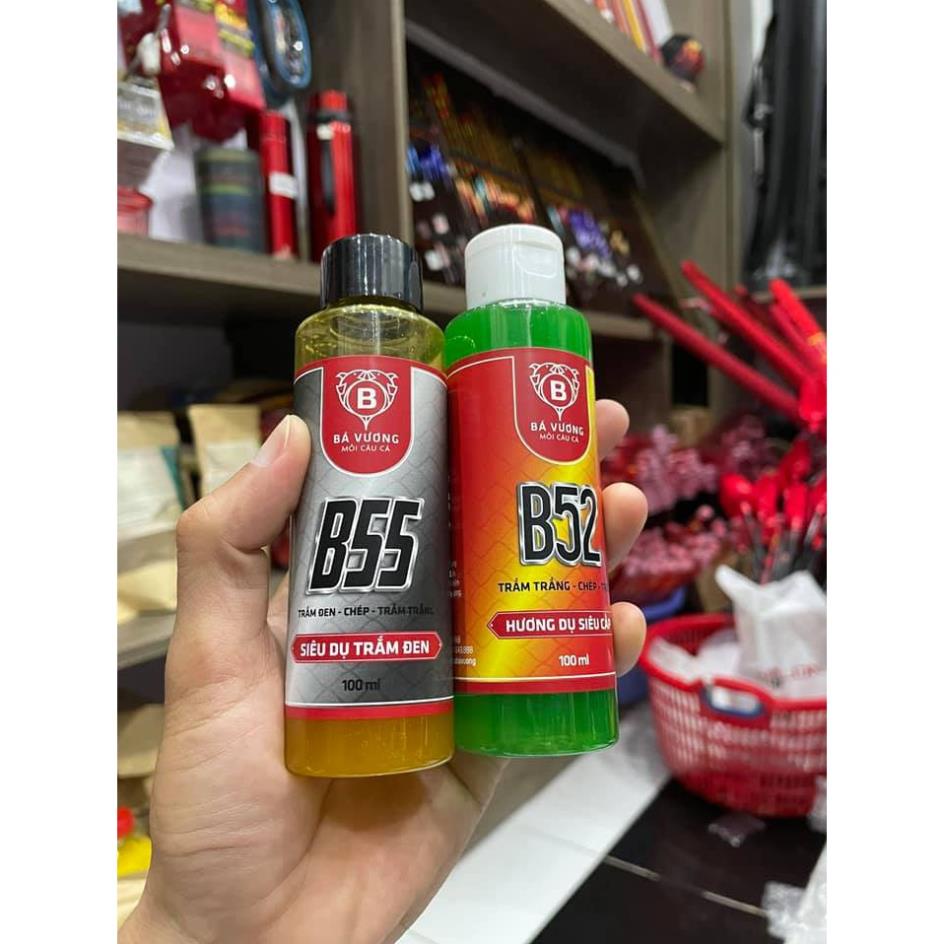 B
BÁ VƯƠNG
MỒI CÂU CÁ
B55
TRẮM ĐEN - CHÉP - TRẮM TRẮNG
SIÊU DỤ TRẮM ĐEN
100 ml
B
BÁ VƯƠNG
MỒI CÂU CÁ
B52
TRẮM TRẮNG - CHÉP
HƯƠNG DỤ SIÊU
100 ml